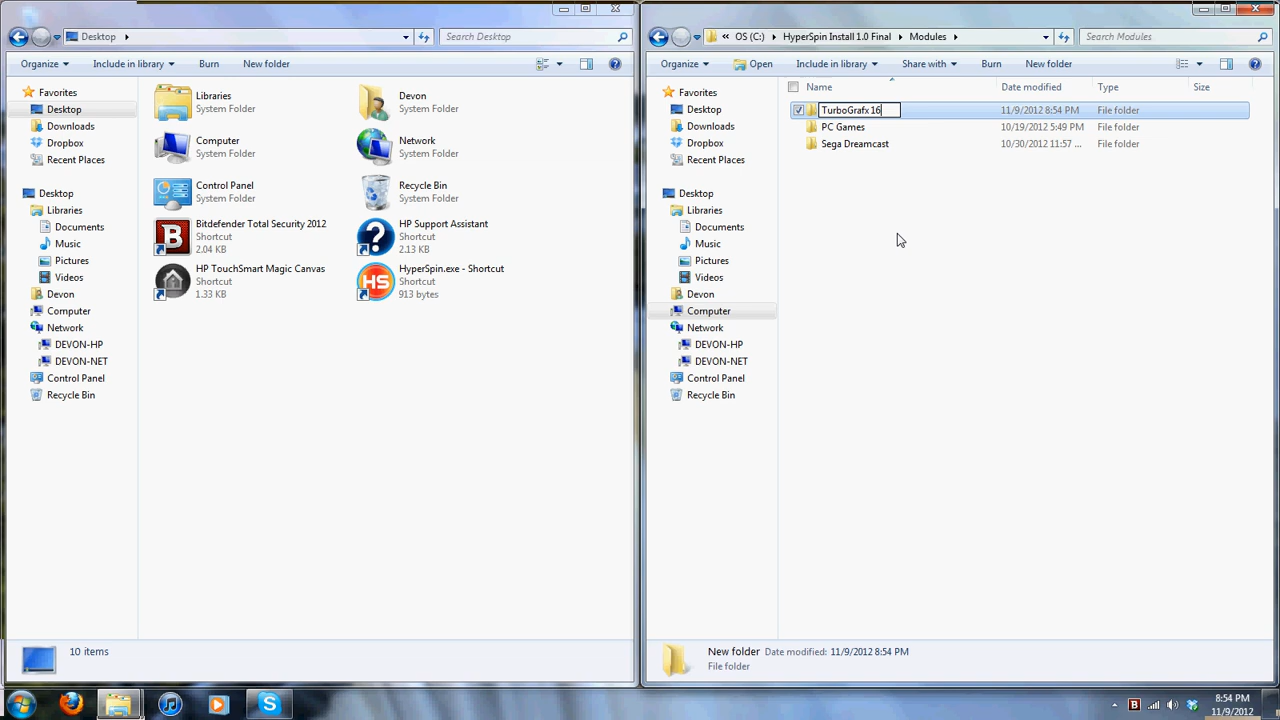 Desktop
Search Desktop
Organize
Include in library
Burn
New folder
Favorites
Desktop
Downloads
Dropbox
Recent Places
Desktop
Libraries
Documents
Music
Pictures
Videos
Devon
Computer
Network
DEVON-HP
DEVON-NET
Control Panel
Recycle Bin
Libraries
System Folder
Devon
System Folder
Computer
System Folder
Network
System Folder
Control Panel
System Folder
Recycle Bin
System Folder
Bitdefender Total Security 2012
Shortcut
2.04 KB
HP Support Assistant
Shortcut
2.13 KB
HP TouchSmart Magic Canvas
Shortcut
1.33 KB
HyperSpin.exe - Shortcut
Shortcut
913 bytes
10 items
OS (C:)
HyperSpin Install 1.0 Final
Modules
Search Modules
Organize
Open
Include in library
Share with
Burn
New folder
Favorites
Desktop
Downloads
Dropbox
Recent Places
Desktop
Libraries
Documents
Music
Pictures
Videos
Devon
Computer
Network
DEVON-HP
DEVON-NET
Control Panel
Recycle Bin
Name Date modified Type Size
TurboGrafx 16 11/9/2012 8:54 PM File folder
PC Games 10/19/2012 5:49 PM File folder
Sega Dreamcast 10/30/2012 11:57 ... File folder
New folder Date modified: 11/9/2012 8:54 PM
File folder
8:54 PM
11/9/2012